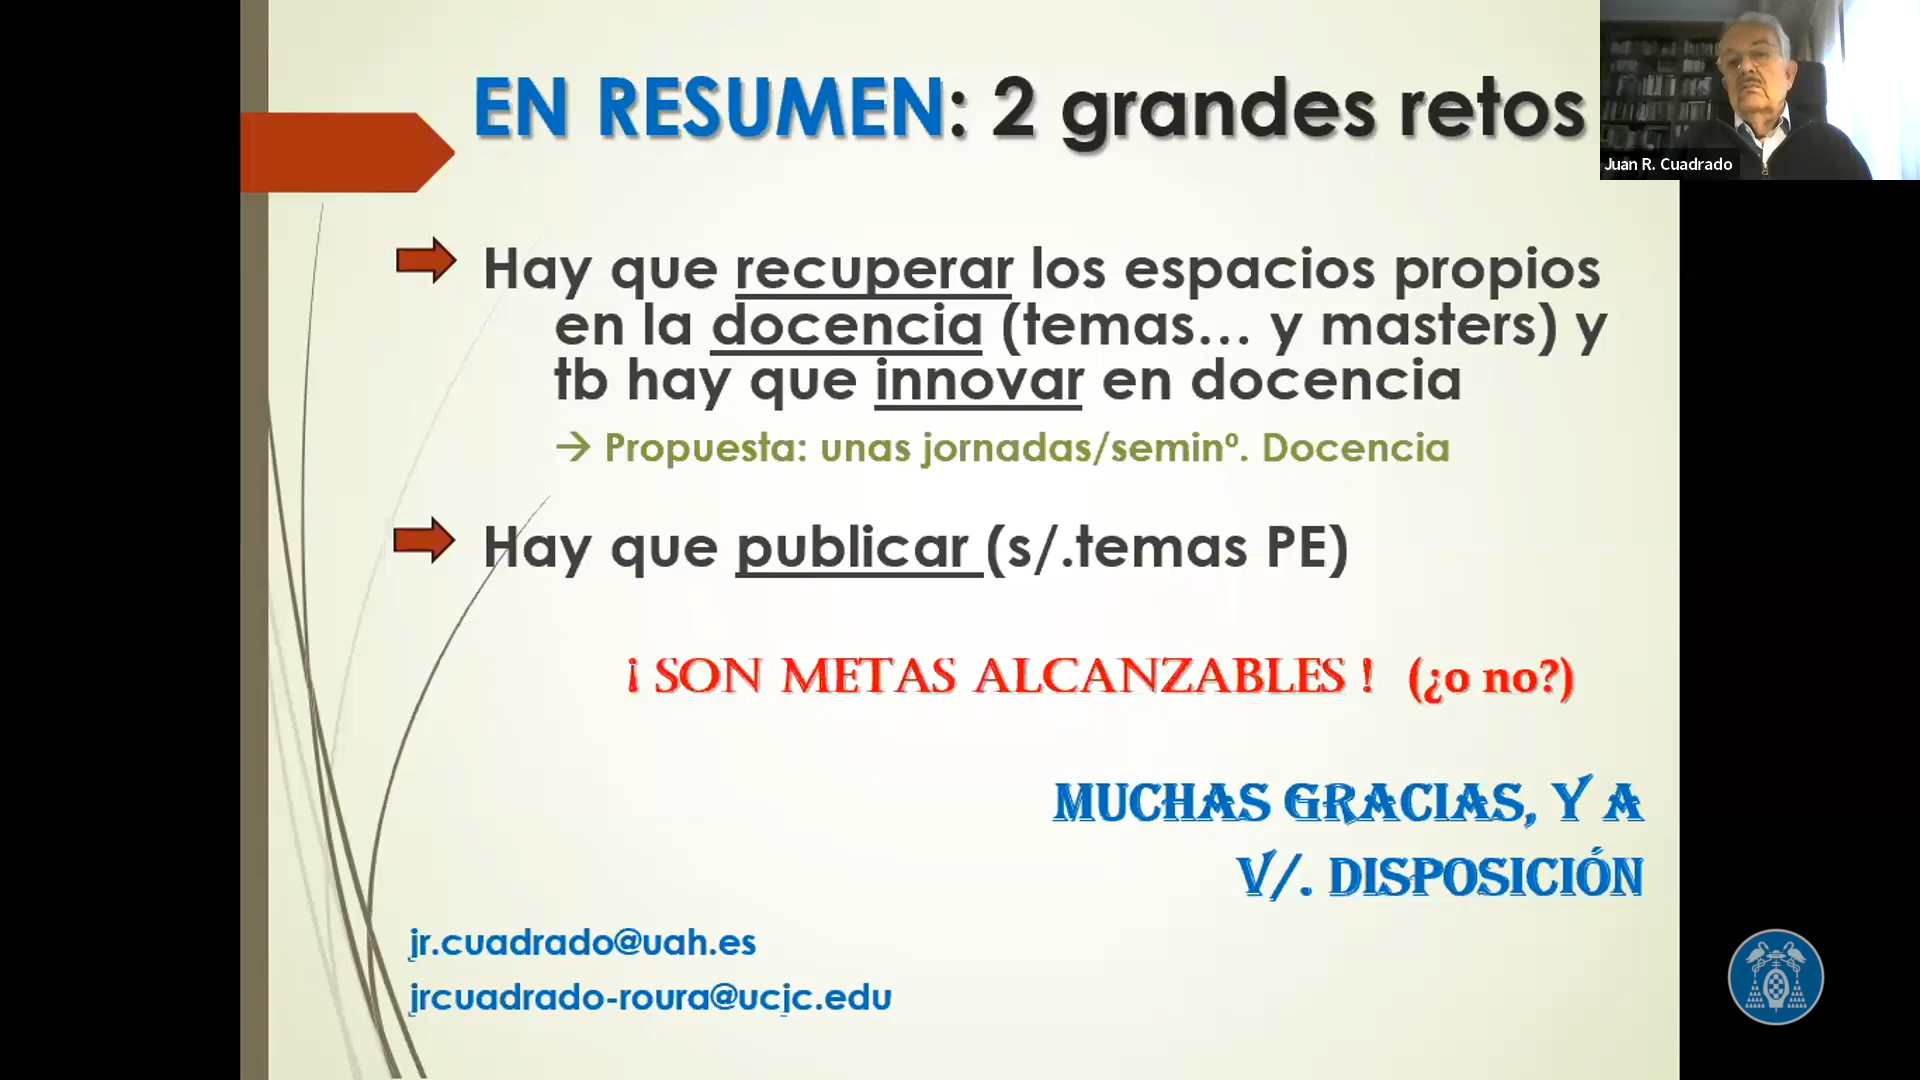 EN RESUMEN: 2 grandes retos
Juan R. Cuadrado
Hay que recuperar los espacios propios
en la docencia (temas... y masters) y
tb hay que innovar en docencia
→ Propuesta: unas jornadas/seminº. Docencia
Hay que publicar (s/.temas PE)
¡ SON METAS ALCANZABLES ! (¿o no?)
MUCHAS GRACIAS, Y A
V/. DISPOSICIÓN
jr.cuadrado@uah.es
jrcuadrado-roura@ucjc.edu